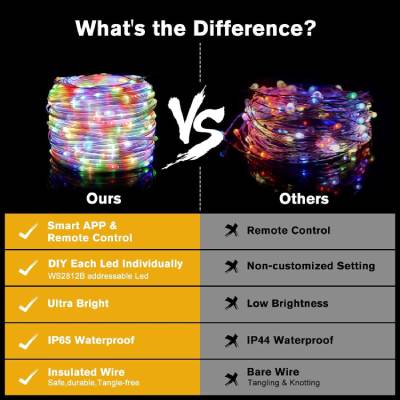 What's the Difference?
VS
Ours
Others
Smart APP &
Remote Control
Remote Control
DIY Each Led Individually
WS2812B addressable Led
Non-customized Setting
Ultra Bright
Low Brightness
IP65 Waterproof
IP44 Waterproof
Insulated Wire
Safe,durable,Tangle-free
Bare Wire
Tangling & Knotting